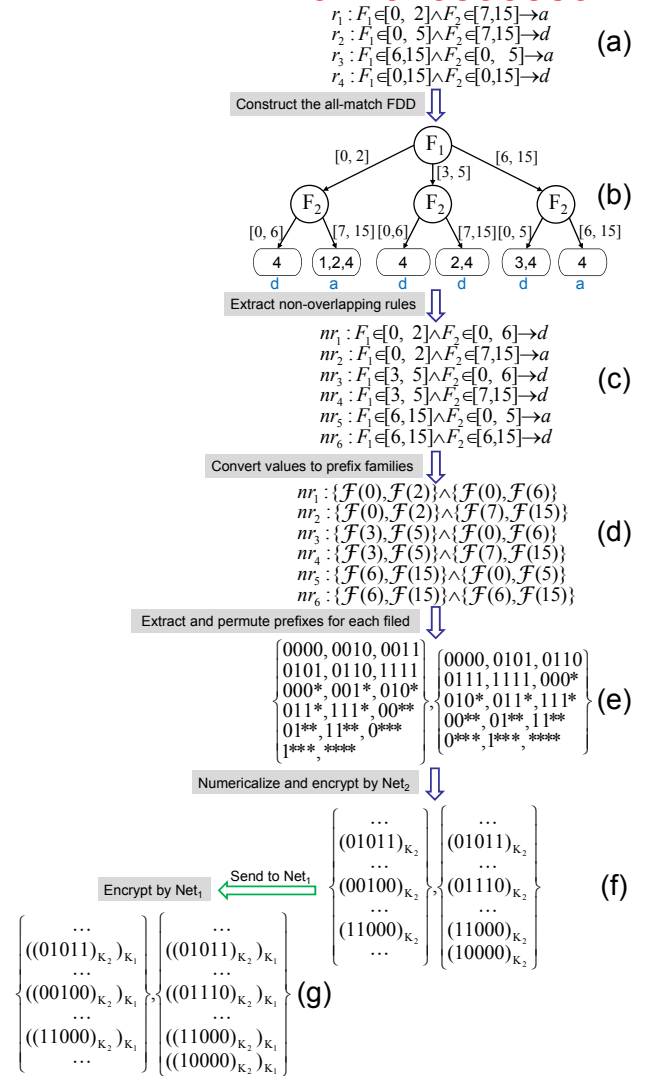 r₁ : F₁∈[0, 2]∧F₂∈[7,15]→a
r₂ : F₁∈[0, 5]∧F₂∈[7,15]→d
r₃ : F₁∈[6,15]∧F₂∈[0, 5]→a
r₄ : F₁∈[0,15]∧F₂∈[0,15]→d
(a)
Construct the all-match FDD
F₁
[0, 2]
[3, 5]
[6, 15]
F₂
F₂
F₂
(b)
[0, 6]
[7, 15]
[0,6]
[7,15]
[0, 5]
[6, 15]
4
1,2,4
4
2,4
3,4
4
d
a
d
d
d
a
Extract non-overlapping rules
nr₁ : F₁∈[0, 2]∧F₂∈[0, 6]→d
nr₂ : F₁∈[0, 2]∧F₂∈[7,15]→a
nr₃ : F₁∈[3, 5]∧F₂∈[0, 6]→d
nr₄ : F₁∈[3, 5]∧F₂∈[7,15]→d
nr₅ : F₁∈[6,15]∧F₂∈[0, 5]→a
nr₆ : F₁∈[6,15]∧F₂∈[6,15]→d
(c)
Convert values to prefix families
nr₁ : {ℱ(0),ℱ(2)}∧{ℱ(0),ℱ(6)}
nr₂ : {ℱ(0),ℱ(2)}∧{ℱ(7),ℱ(15)}
nr₃ : {ℱ(3),ℱ(5)}∧{ℱ(0),ℱ(6)}
nr₄ : {ℱ(3),ℱ(5)}∧{ℱ(7),ℱ(15)}
nr₅ : {ℱ(6),ℱ(15)}∧{ℱ(0),ℱ(5)}
nr₆ : {ℱ(6),ℱ(15)}∧{ℱ(6),ℱ(15)}
(d)
Extract and permute prefixes for each filed
0000, 0010, 0011
0101, 0110, 1111
000*, 001*, 010*
011*, 111*, 00**
01**, 11**, 0***
1***, ****
,
0000, 0101, 0110
0111, 1111, 000*
010*, 011*, 111*
00**, 01**, 11**
0***, 1***, ****
(e)
Numericalize and encrypt by Net₂
...
(01011)K₂
...
(00100)K₂
...
(11000)K₂
...
,
...
(01011)K₂
...
(01110)K₂
...
(11000)K₂
(10000)K₂
(f)
Send to Net₁
Encrypt by Net₁
...
((01011)K₂)K₁
...
((00100)K₂)K₁
...
((11000)K₂)K₁
...
,
...
((01011)K₂)K₁
...
((01110)K₂)K₁
...
((11000)K₂)K₁
((10000)K₂)K₁
(g)